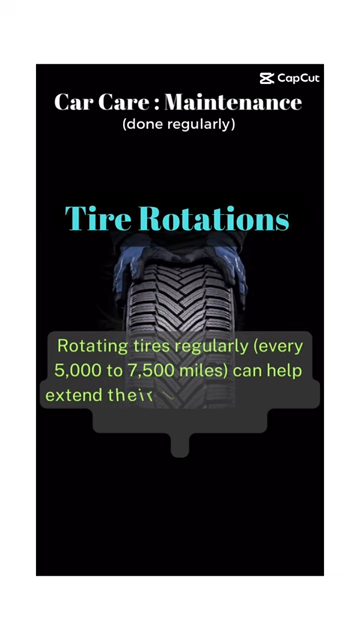 CapCut
Car Care : Maintenance
(done regularly)
Tire Rotations
Rotating tires regularly (every
5,000 to 7,500 miles) can help
extend their